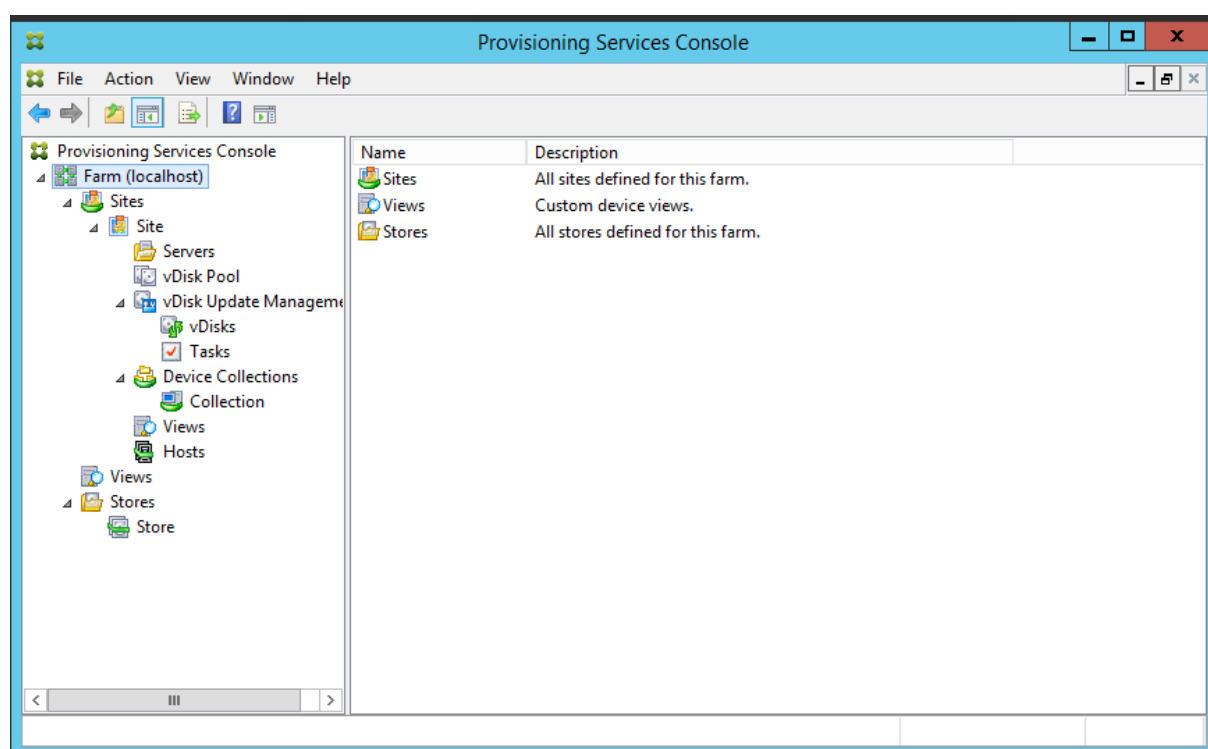 Provisioning Services Console
File Action View Window Help
Provisioning Services Console
Farm (localhost)
Sites
Site
Servers
vDisk Pool
vDisk Update Manageme
vDisks
Tasks
Device Collections
Collection
Views
Hosts
Views
Stores
Store
Name Description
Sites All sites defined for this farm.
Views Custom device views.
Stores All stores defined for this farm.